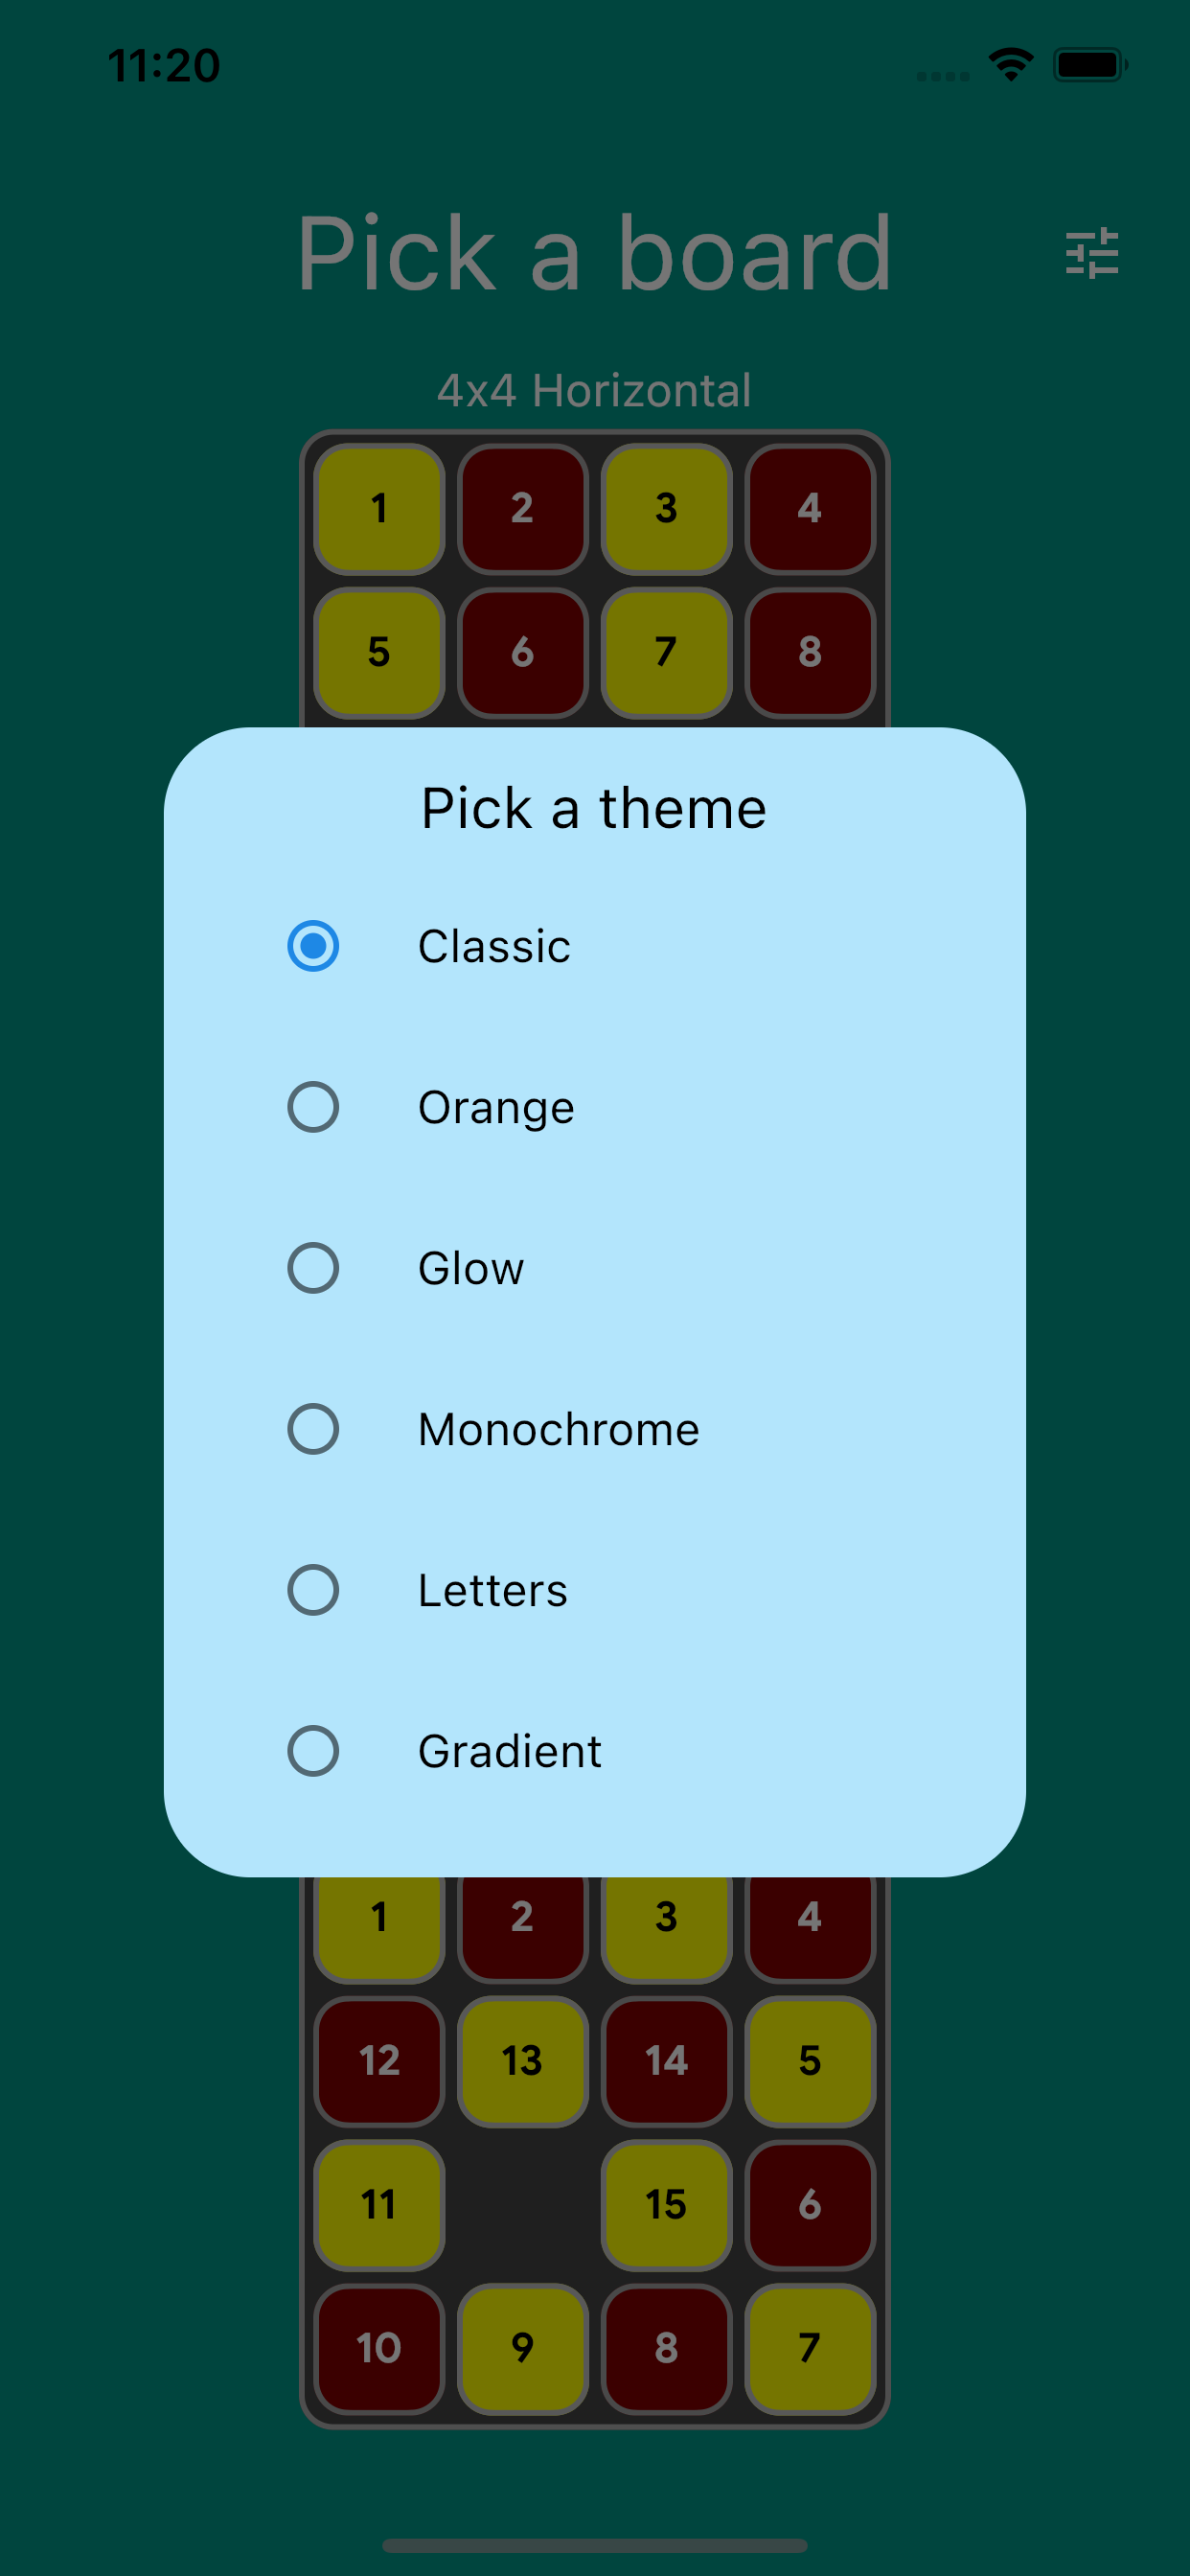 11:20
Pick a board
4x4 Horizontal
1 2 3 4
5 6 7 8
Pick a theme
Classic
Orange
Glow
Monochrome
Letters
Gradient
1 2 3 4
12 13 14 5
11 15 6
10 9 8 7